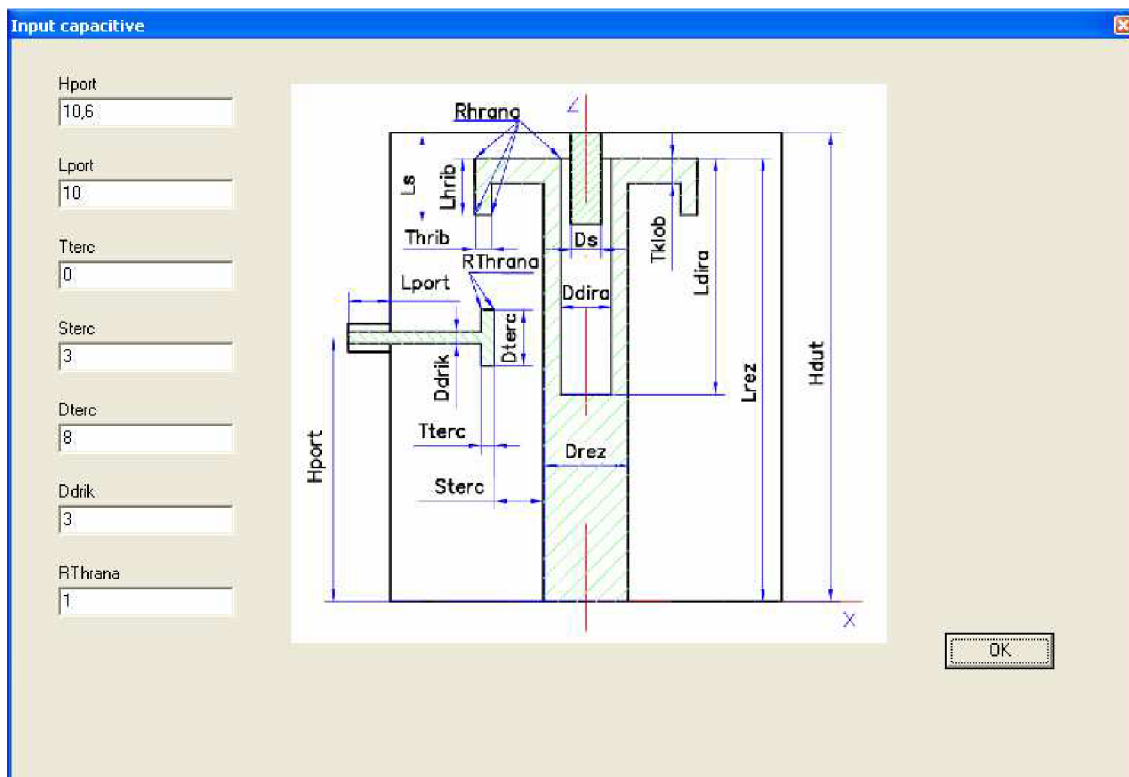 Input capacitive
Hport
10,6
Lport
10
Tterc
0
Sterc
3
Dterc
8
Ddrik
3
RThrana
1
Rhrana
Z
Ls
Lhrib
Thrib
RThrana
Lport
Ds
Tklob
Ldira
Ddira
Dterc
Ddrik
Lrez
Hdut
Tterc
Hport
Drez
Sterc
X
OK